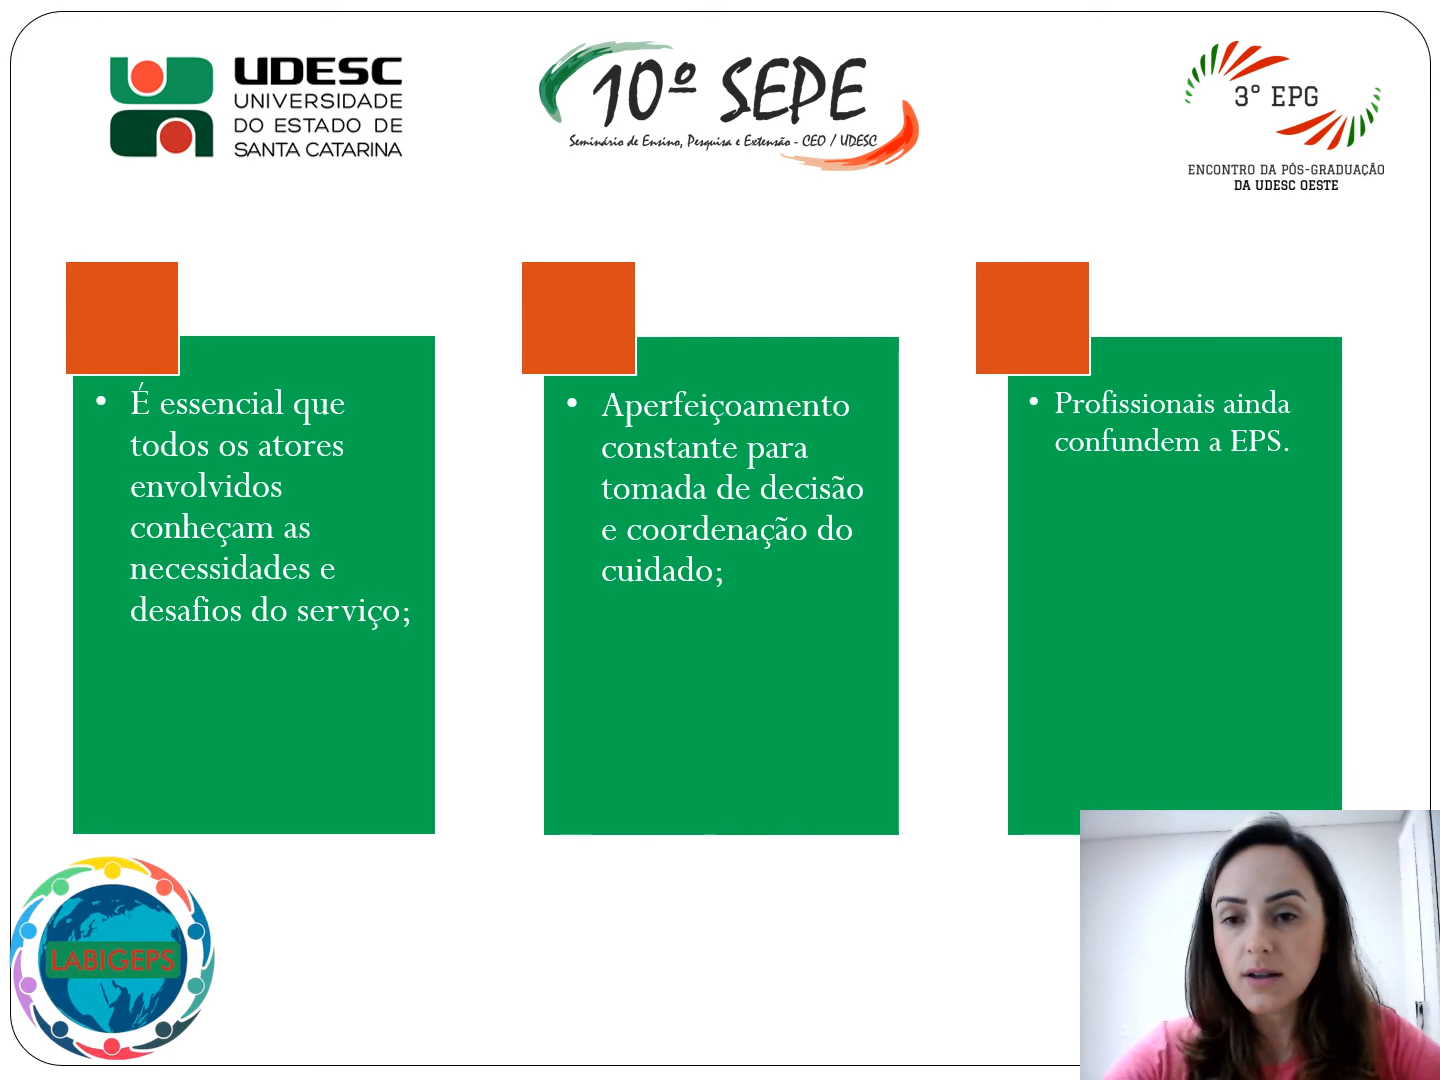 UDESC
UNIVERSIDADE
DO ESTADO DE
SANTA CATARINA
10º SEPE
Seminário de Ensino, Pesquisa e Extensão - CEO / UDESC
3° EPG
ENCONTRO DA PÓS-GRADUAÇÃO
DA UDESC OESTE
• É essencial que
todos os atores
envolvidos
conheçam as
necessidades e
desafios do serviço;
• Aperfeiçoamento
constante para
tomada de decisão
e coordenação do
cuidado;
• Profissionais ainda
confundem a EPS.
LABIGEPS